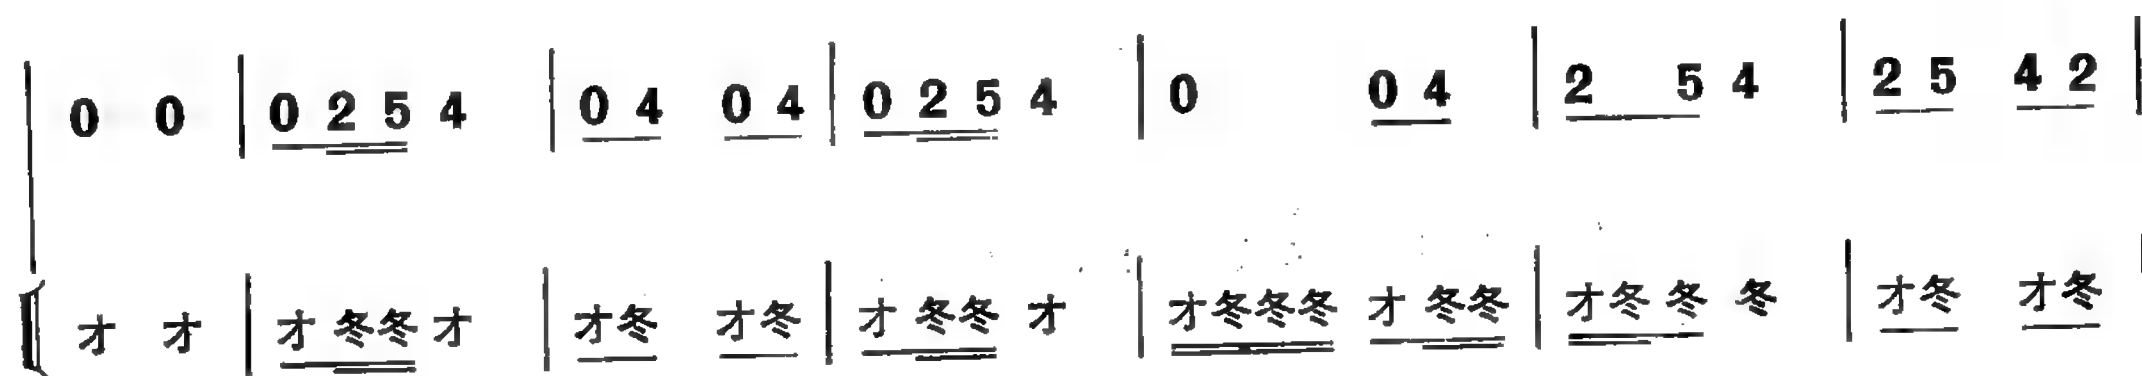 0 0 | 0 2 5 4 | 0 4 0 4 | 0 2 5 4 | 0 0 4 | 2 5 4 | 2 5 4 2 |
才 才 | 才 冬冬 才 | 才冬 才冬 | 才 冬冬 才 | 才冬冬冬 才 冬冬 | 才冬 冬 冬 | 才冬 才冬